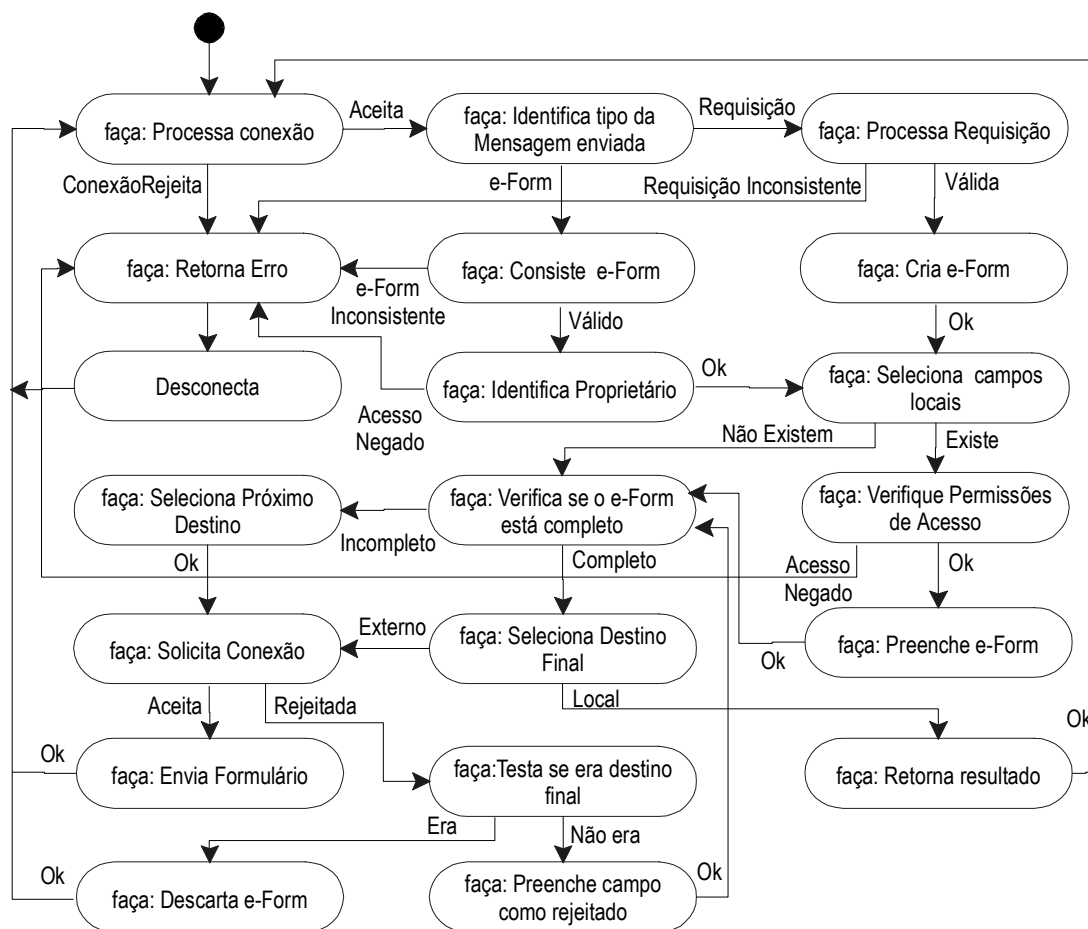 faça: Processa conexão
Aceita
faça: Identifica tipo da
Mensagem enviada
Requisição
faça: Processa Requisição
ConexãoRejeita
e-Form
Requisição Inconsistente
Válida
faça: Retorna Erro
e-Form
Inconsistente
faça: Consiste e-Form
faça: Cria e-Form
Válido
Ok
Desconecta
Acesso
Negado
faça: Identifica Proprietário
Ok
faça: Seleciona campos
locais
Não Existem
Existe
faça: Seleciona Próximo
Destino
Incompleto
faça: Verifica se o e-Form
está completo
faça: Verifique Permissões
de Acesso
Ok
Completo
Acesso
Negado
Ok
faça: Solicita Conexão
Externo
faça: Seleciona Destino
Final
Ok
faça: Preenche e-Form
Aceita
Rejeitada
Local
Ok
Ok
faça: Envia Formulário
faça:Testa se era destino
final
faça: Retorna resultado
Era
Não era
Ok
faça: Descarta e-Form
faça: Preenche campo
como rejeitado
Ok